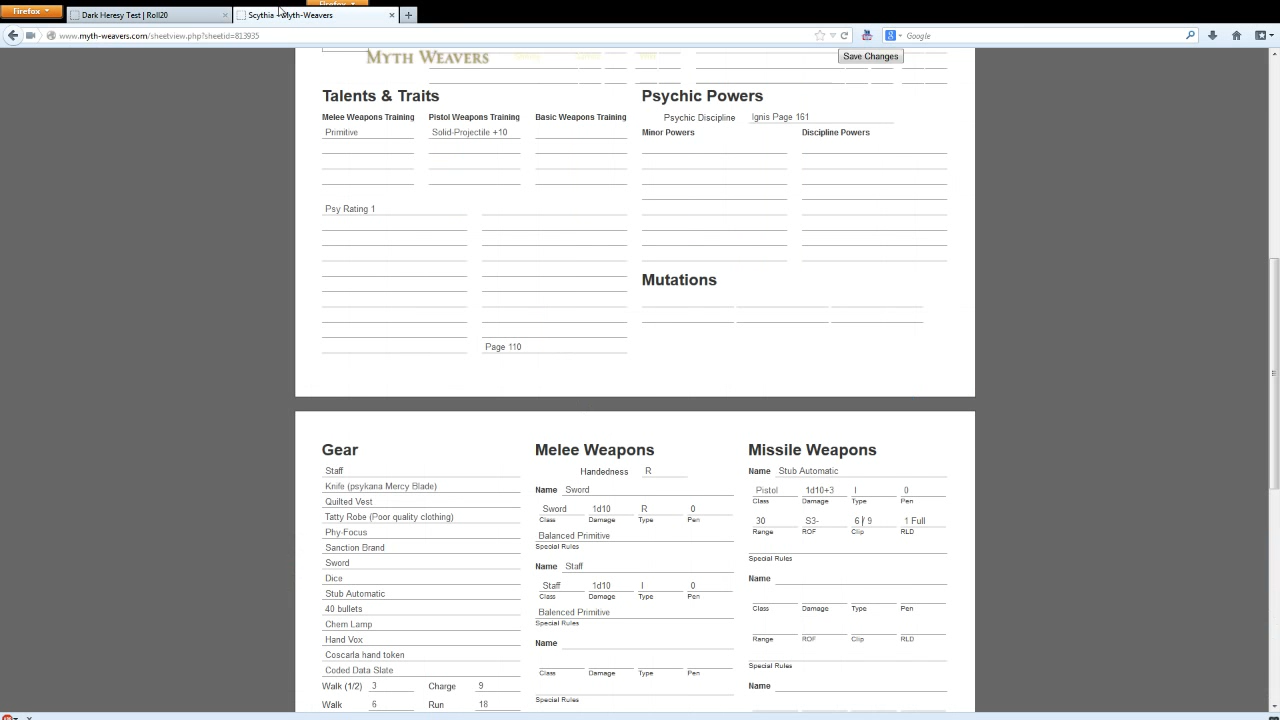 Firefox
Firefox
Dark Heresy Test | Roll20
Scythia - Myth-Weavers
www.myth-weavers.com/sheetview.php?sheetid=813935
Google
MYTH WEAVERS
Save Changes
Talents & Traits
Psychic Powers
Melee Weapons Training Pistol Weapons Training Basic Weapons Training
Psychic Discipline Ignis Page 161
Primitive Solid-Projectile +10
Minor Powers Discipline Powers
Psy Rating 1
Mutations
Page 110
Gear
Melee Weapons
Missile Weapons
Staff
Handedness R
Name Stub Automatic
Knife (psykana Mercy Blade)
Name Sword
Pistol 1d10+3 I 0
Class Damage Type Pen
Quilted Vest
Sword 1d10 R 0
Class Damage Type Pen
Tatty Robe (Poor quality clothing)
30 S3- 6 / 9 1 Full
Range ROF Clip RLD
Phy-Focus
Balanced Primitive
Special Rules
Sanction Brand
Special Rules
Sword
Name Staff
Dice
Name
Stub Automatic
Staff 1d10 I 0
Class Damage Type Pen
40 bullets
Class Damage Type Pen
Chem Lamp
Balenced Primitive
Special Rules
Hand Vox
Name
Range ROF Clip RLD
Coscarla hand token
Coded Data Slate
Class Damage Type Pen
Special Rules
Walk (1/2) 3 Charge 9
Name
Walk 6 Run 18
Special Rules